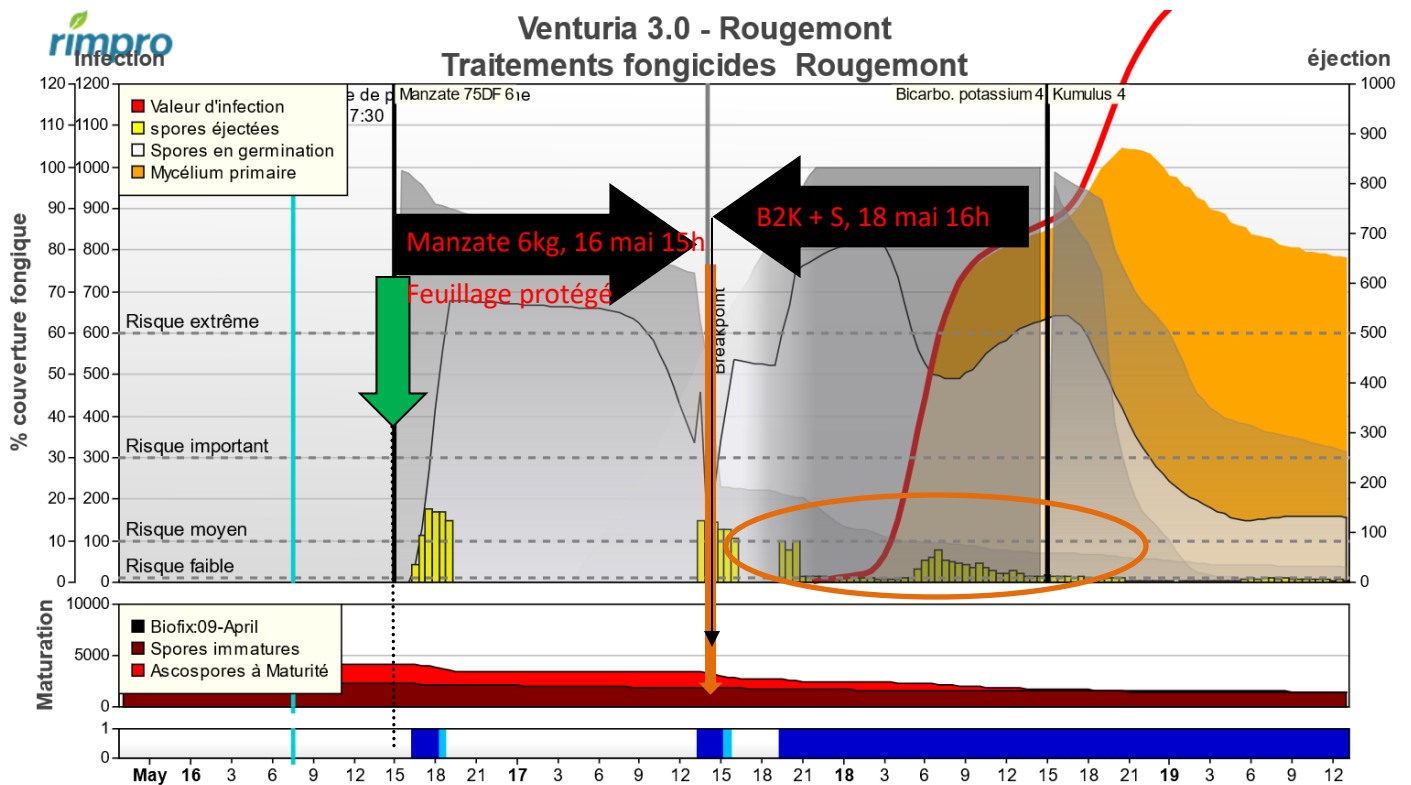 rimpro
Venturia 3.0 - Rougemont
Traitements fongicides Rougemont
Infection
éjection
120 1200
110 1100
100 1000
90 900
80 800
70 700
60 600
50 500
40 400
30 300
20 200
10 100
0 0
% couverture fongique
Valeur d'infection
spores éjectées
Spores en germination
Mycélium primaire
e de p
7:30
Manzate 75DF 6
Bicarbo. potassium 4
Kumulus 4
Manzate 6kg, 16 mai 15h
Feuillage protégé
B2K + S, 18 mai 16h
Breakpoint
Risque extrême
Risque important
Risque moyen
Risque faible
1000
900
800
700
600
500
400
300
200
100
0
Maturation
10000
5000
0
Biofix:09-April
Spores immatures
Ascospores à Maturité
1
0
May 16 3 6 9 12 15 18 21 17 3 6 9 12 15 18 21 18 3 6 9 12 15 18 21 19 3 6 9 12